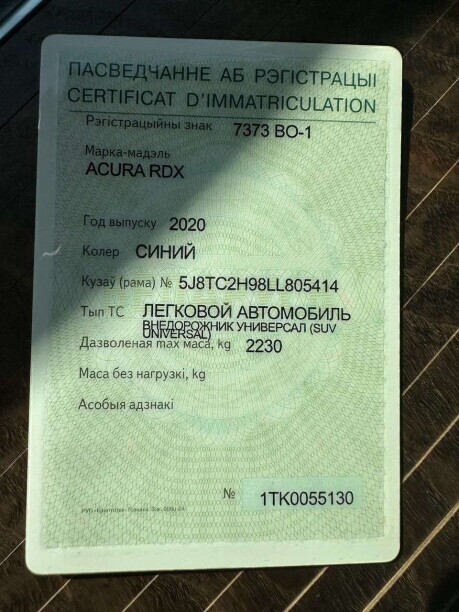 ПАСВЕДЧАННЕ АБ РЭГІСТРАЦЫІ
CERTIFICAT D'IMMATRICULATION
Рэгістрацыйны знак 7373 BO-1
Марка-мадэль
ACURA RDX
Год выпуску 2020
Колер СИНИЙ
Кузаў (рама) № 5J8TC2H98LL805414
Тып ТС ЛЕГКОВОЙ АВТОМОБИЛЬ
ВНЕДОРОЖНИК УНИВЕРСАЛ (SUV
UNIVERSAL)
Дазволеная max маса, kg 2230
Маса без нагрузкі, kg
Асобыя адзнакі
№ 1TK0055130